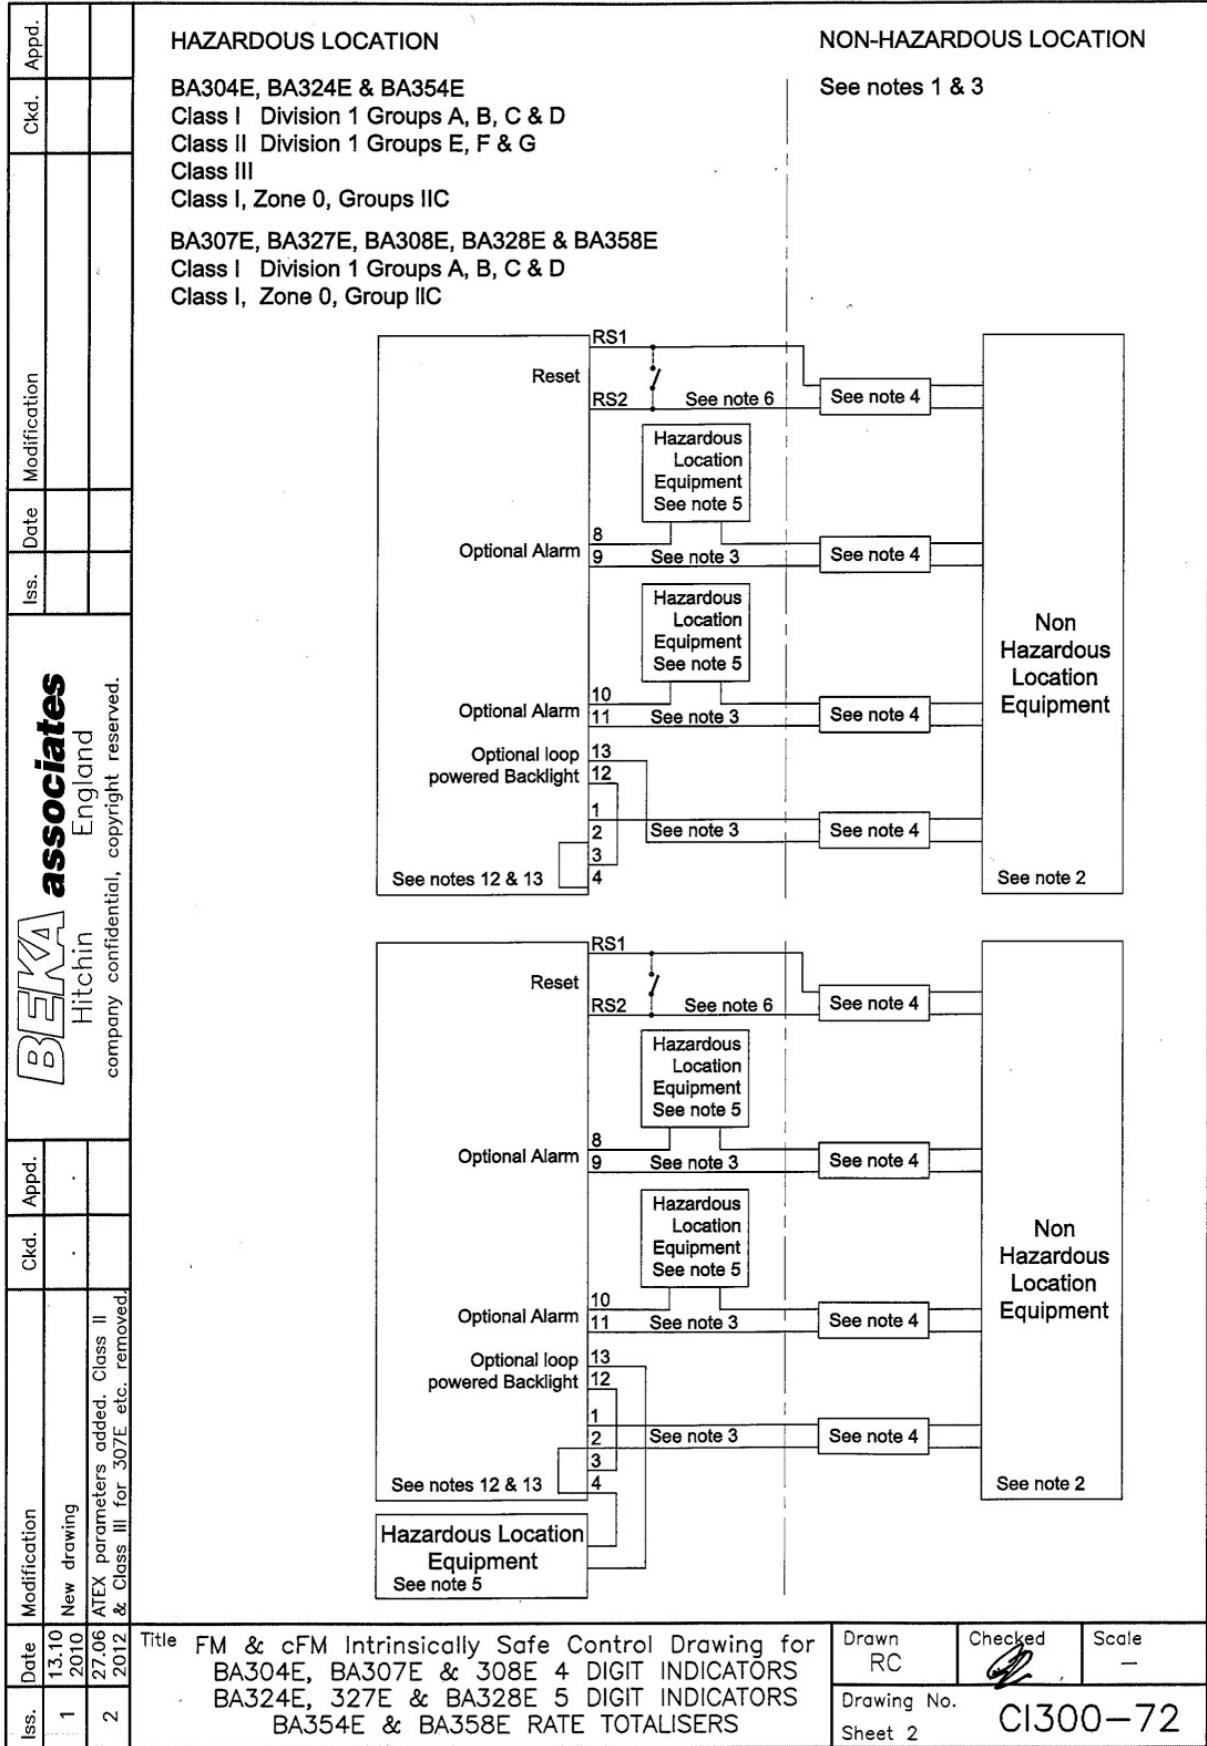 HAZARDOUS LOCATION
NON-HAZARDOUS LOCATION
BA304E, BA324E & BA354E
See notes 1 & 3
Class I Division 1 Groups A, B, C & D
Class II Division 1 Groups E, F & G
Class III
Class I, Zone 0, Groups IIC
BA307E, BA327E, BA308E, BA328E & BA358E
Class I Division 1 Groups A, B, C & D
Class I, Zone 0, Group IIC
RS1
Reset
RS2
See note 6
See note 4
Hazardous
Location
Equipment
See note 5
8
Optional Alarm
9
See note 3
See note 4
Hazardous
Location
Equipment
See note 5
10
Optional Alarm
11
See note 3
See note 4
Optional loop
powered Backlight
13
12
1
2
3
4
See note 3
See note 4
See notes 12 & 13
Non
Hazardous
Location
Equipment
See note 2
RS1
Reset
RS2
See note 6
See note 4
Hazardous
Location
Equipment
See note 5
8
Optional Alarm
9
See note 3
See note 4
Hazardous
Location
Equipment
See note 5
10
Optional Alarm
11
See note 3
See note 4
Optional loop
powered Backlight
13
12
1
2
3
4
See note 3
See note 4
See notes 12 & 13
Non
Hazardous
Location
Equipment
See note 2
Hazardous Location
Equipment
See note 5
Title FM & cFM Intrinsically Safe Control Drawing for
BA304E, BA307E & 308E 4 DIGIT INDICATORS
BA324E, 327E & BA328E 5 DIGIT INDICATORS
BA354E & BA358E RATE TOTALISERS
Drawn
RC
Checked
Scale
—
Drawing No.
Sheet 2
CI300-72
Iss. Date Modification Ckd. Appd.
1 13.10 2010 New drawing . .
2 27.06 2012 ATEX parameters added. Class II
& Class III for 307E etc. removed.
BEKA associates
Hitchin England
company confidential, copyright reserved.
Iss. Date Modification Ckd. Appd.